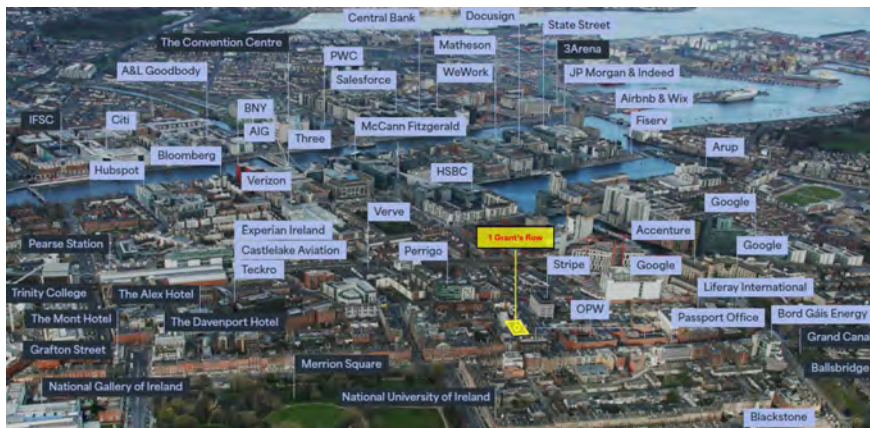 Central Bank
Docusign
State Street
The Convention Centre
PWC
Matheson
3Arena
A&L Goodbody
Salesforce
WeWork
JP Morgan & Indeed
BNY
Airbnb & Wix
IFSC
Citi
AIG
Three
McCann Fitzgerald
Fiserv
Bloomberg
Arup
Hubspot
Verizon
HSBC
Google
Verve
Experian Ireland
1 Grant's Row
Accenture
Pearse Station
Castlelake Aviation
Perrigo
Google
Teckro
Stripe
Google
Trinity College
The Alex Hotel
Liferay International
The Mont Hotel
The Davenport Hotel
OPW
Passport Office
Bord Gáis Energy
Grafton Street
Grand Cana
Merrion Square
Ballsbridge
National Gallery of Ireland
National University of Ireland
Blackstone